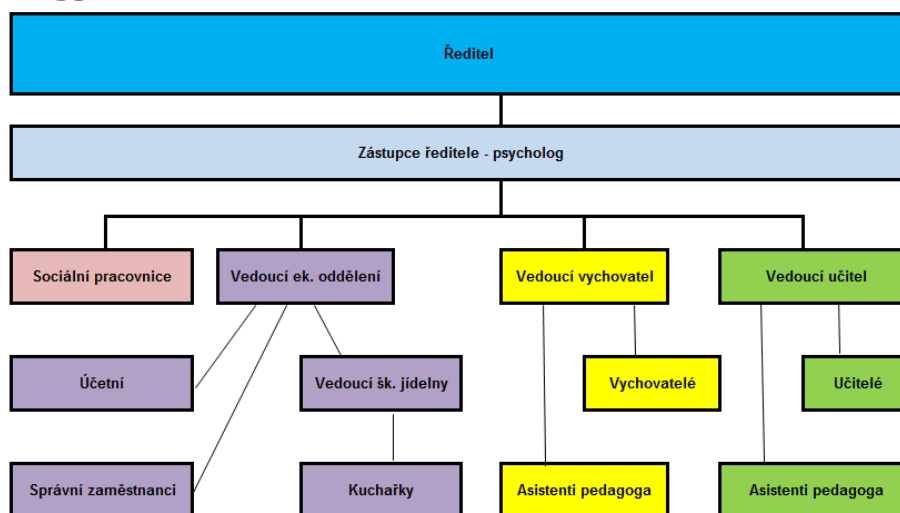 Ředitel
Zástupce ředitele - psycholog
Sociální pracovnice
Vedoucí ek. oddělení
Vedoucí vychovatel
Vedoucí učitel
Účetní
Vedoucí šk. jídelny
Vychovatelé
Učitelé
Správní zaměstnanci
Kuchařky
Asistenti pedagoga
Asistenti pedagoga